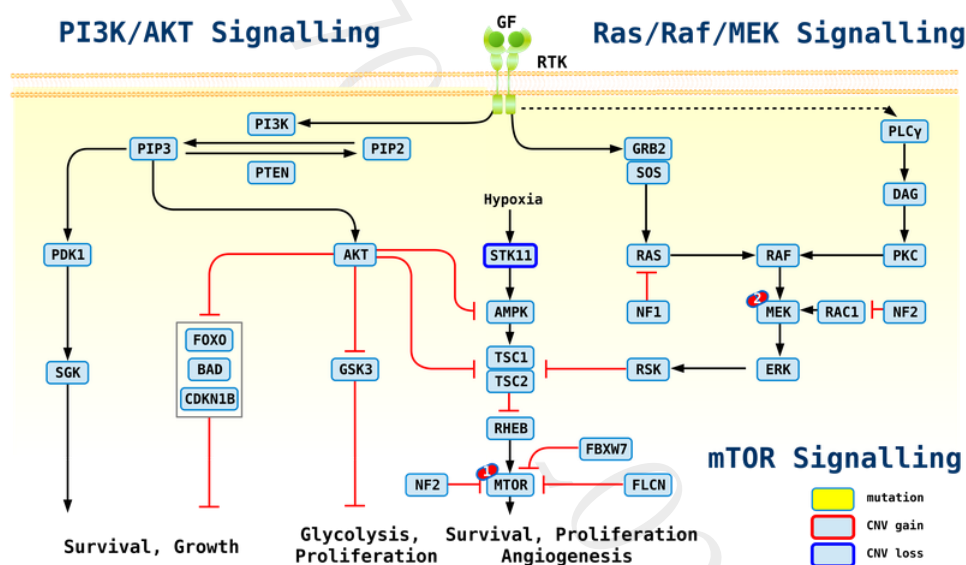 GF
PI3K/AKT Signalling
Ras/Raf/MEK Signalling
RTK
PI3K
PLCγ
PIP3
PIP2
GRB2
PTEN
SOS
DAG
Hypoxia
PDK1
AKT
STK11
RAS
RAF
PKC
2
AMPK
NF1
MEK
RAC1
NF2
FOXO
TSC1
BAD
GSK3
TSC2
RSK
ERK
SGK
CDKN1B
RHEB
FBXW7
mTOR Signalling
1
NF2
MTOR
FLCN
mutation
CNV gain
CNV loss
Survival, Growth
Glycolysis,
Proliferation
Survival, Proliferation
Angiogenesis